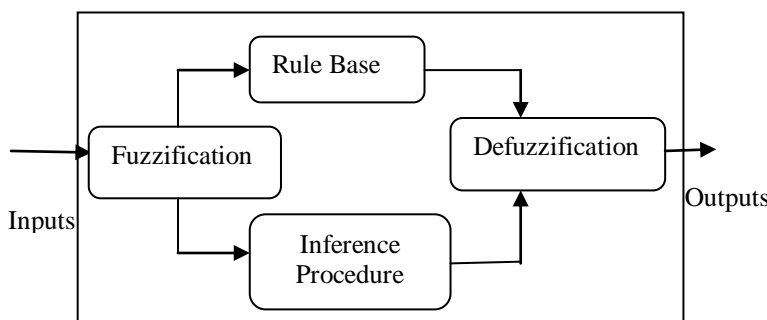 Rule Base
Fuzzification
Defuzzification
Inputs
Outputs
Inference
Procedure